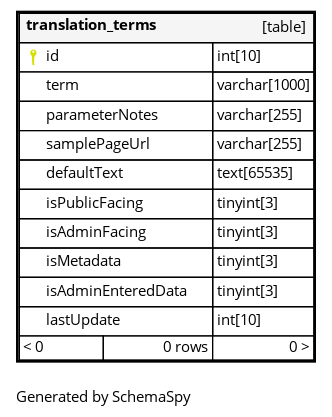 translation_terms [table]
id int[10]
term varchar[1000]
parameterNotes varchar[255]
samplePageUrl varchar[255]
defaultText text[65535]
isPublicFacing tinyint[3]
isAdminFacing tinyint[3]
isMetadata tinyint[3]
isAdminEnteredData tinyint[3]
lastUpdate int[10]
< 0 0 rows 0 >
Generated by SchemaSpy